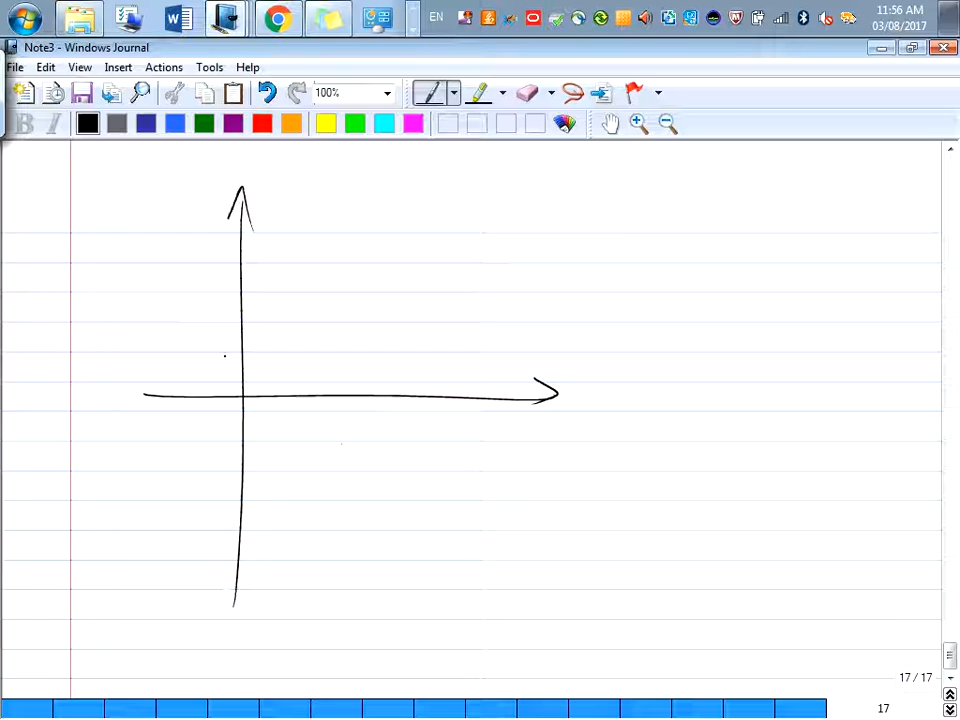 EN
11:56 AM
03/08/2017
Note3 - Windows Journal
File Edit View Insert Actions Tools Help
100%
B I
17 / 17
17